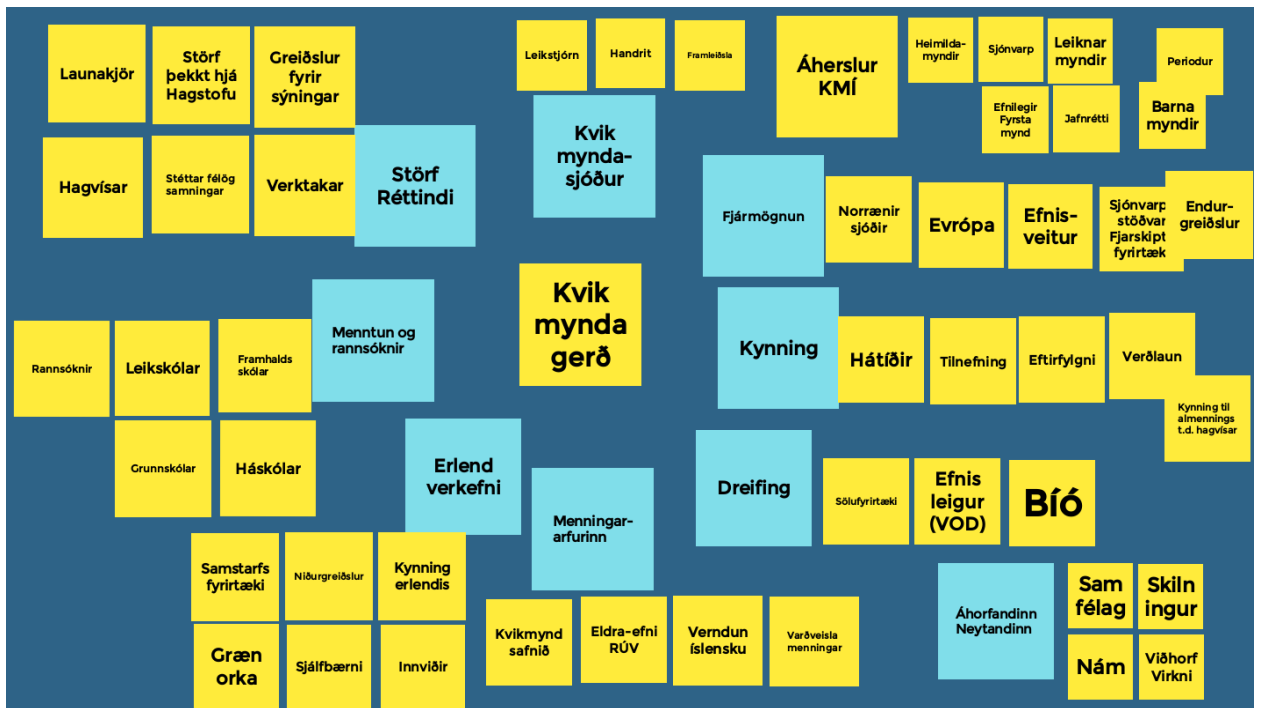 Launakjör
Störf
þekkt hjá
Hagstofu
Greiðslur
fyrir
sýningar
Hagvísar
Stéttar félög
samningar
Verktakar
Störf
Réttindi
Leikstjórn
Handrit
Framleiðsla
Kvik
mynda-
sjóður
Áherslur
KMÍ
Heimilda-
myndir
Sjónvarp
Leiknar
myndir
Periodur
Efnilegir
Fyrsta
mynd
Jafnrétti
Barna
myndir
Fjármögnun
Norrænir
sjóðir
Evrópa
Efnis-
veitur
Sjónvarp
stöðvar
Fjarskipt
fyrirtæk
Endur-
greiðslur
Kvik
mynda
gerð
Menntun og
rannsóknir
Rannsóknir
Leikskólar
Framhalds
skólar
Grunnskólar
Háskólar
Kynning
Hátíðir
Tilnefning
Eftirfylgni
Verðlaun
Kynning til
almennings
t.d. hagvísar
Erlend
verkefni
Menningar-
arfurinn
Dreifing
Sölufyrirtæki
Efnis
leigur
(VOD)
Bíó
Samstarfs
fyrirtæki
Niðurgreiðslur
Kynning
erlendis
Græn
orka
Sjálfbærni
Innviðir
Kvikmynd
safnið
Eldra-efni
RÚV
Verndun
íslensku
Varðveisla
menningar
Áhorfandinn
Neytandinn
Sam
félag
Skiln
ingur
Nám
Viðhorf
Virkni